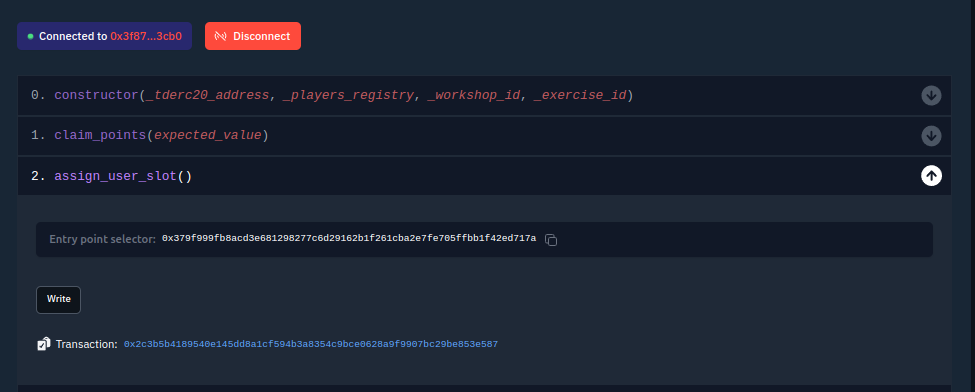 Connected to 0x3f87...3cb0 Disconnect
0. constructor(_tderc20_address, _players_registry, _workshop_id, _exercise_id)
1. claim_points(expected_value)
2. assign_user_slot()
Entry point selector: 0x379f999fb8acd3e681298277c6d29162b1f261cba2e7fe705ffbb1f42ed717a
Write
Transaction: 0x2c3b5b4189540e145dd8a1cf594b3a8354c9bce0628a9f9907bc29be853e587